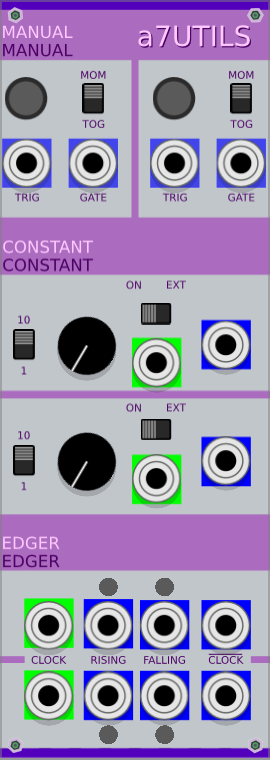 MANUAL
MANUAL
a7UTILS
MOM MOM
TOG TOG
TRIG GATE TRIG GATE
CONSTANT
CONSTANT
ON EXT
10
1
ON EXT
10
1
EDGER
EDGER
CLOCK RISING FALLING CLOCK